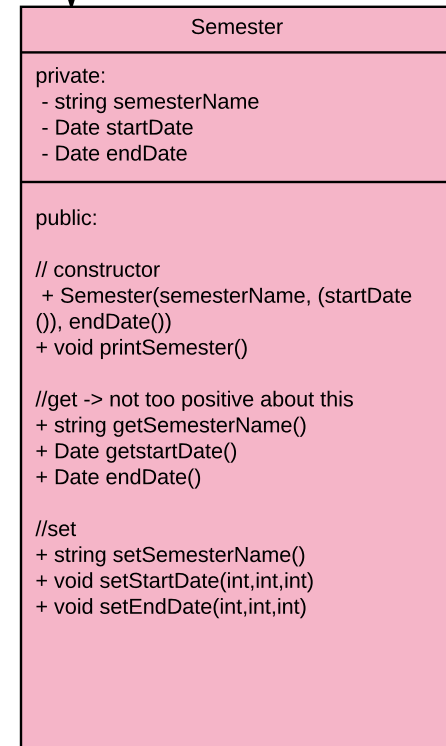 Semester
private:
- string semesterName
- Date startDate
- Date endDate
public:
// constructor
+ Semester(semesterName, (startDate
()), endDate())
+ void printSemester()
//get -> not too positive about this
+ string getSemesterName()
+ Date getstartDate()
+ Date endDate()
//set
+ string setSemesterName()
+ void setStartDate(int,int,int)
+ void setEndDate(int,int,int)